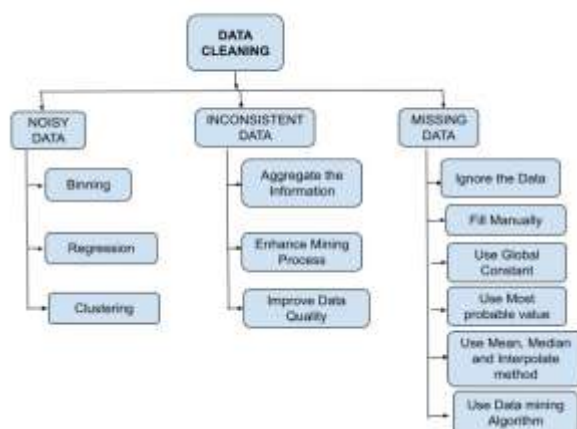 DATA
CLEANING
NOISY
DATA
Binning
Regression
Clustering
INCONSISTENT
DATA
Aggregate the
Information
Enhance Mining
Process
Improve Data
Quality
MISSING
DATA
Ignore the Data
Fill Manually
Use Global
Constant
Use Most
probable value
Use Mean, Median
and Interpolate
method
Use Data mining
Algorithm